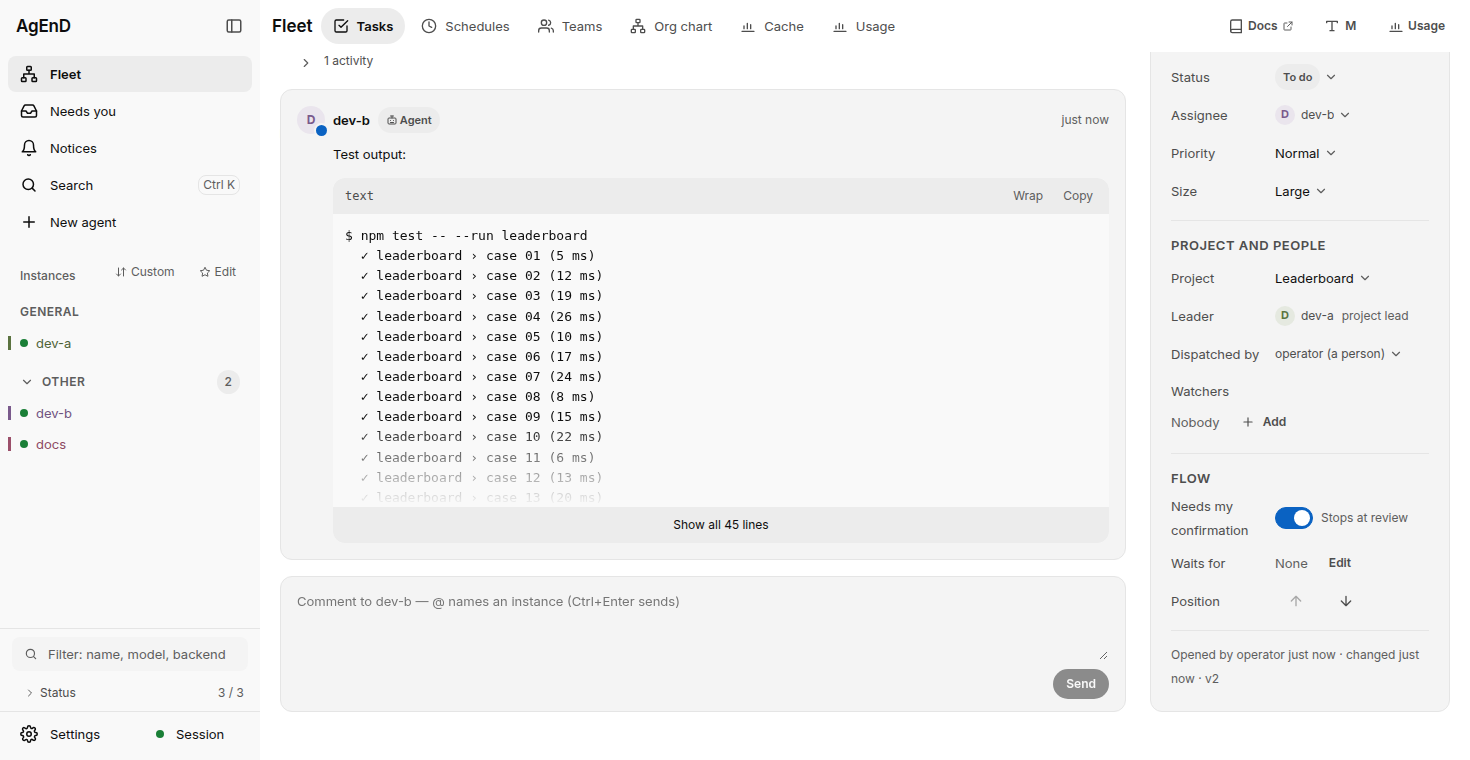 AgEnD
Fleet
Needs you
Notices
Search Ctrl K
New agent
Instances Custom Edit
GENERAL
dev-a
OTHER 2
dev-b
docs
Filter: name, model, backend
Status 3 / 3
Settings Session
Fleet Tasks Schedules Teams Org chart Cache Usage Docs M Usage
1 activity
D dev-b Agent just now
Test output:
text Wrap Copy
$ npm test -- --run leaderboard
✓ leaderboard › case 01 (5 ms)
✓ leaderboard › case 02 (12 ms)
✓ leaderboard › case 03 (19 ms)
✓ leaderboard › case 04 (26 ms)
✓ leaderboard › case 05 (10 ms)
✓ leaderboard › case 06 (17 ms)
✓ leaderboard › case 07 (24 ms)
✓ leaderboard › case 08 (8 ms)
✓ leaderboard › case 09 (15 ms)
✓ leaderboard › case 10 (22 ms)
✓ leaderboard › case 11 (6 ms)
✓ leaderboard › case 12 (13 ms)
✓ leaderboard › case 13 (20 ms)
Show all 45 lines
Comment to dev-b — @ names an instance (Ctrl+Enter sends)
Send
Status To do
Assignee D dev-b
Priority Normal
Size Large
PROJECT AND PEOPLE
Project Leaderboard
Leader D dev-a project lead
Dispatched by operator (a person)
Watchers
Nobody Add
FLOW
Needs my
confirmation Stops at review
Waits for None Edit
Position
Opened by operator just now · changed just
now · v2